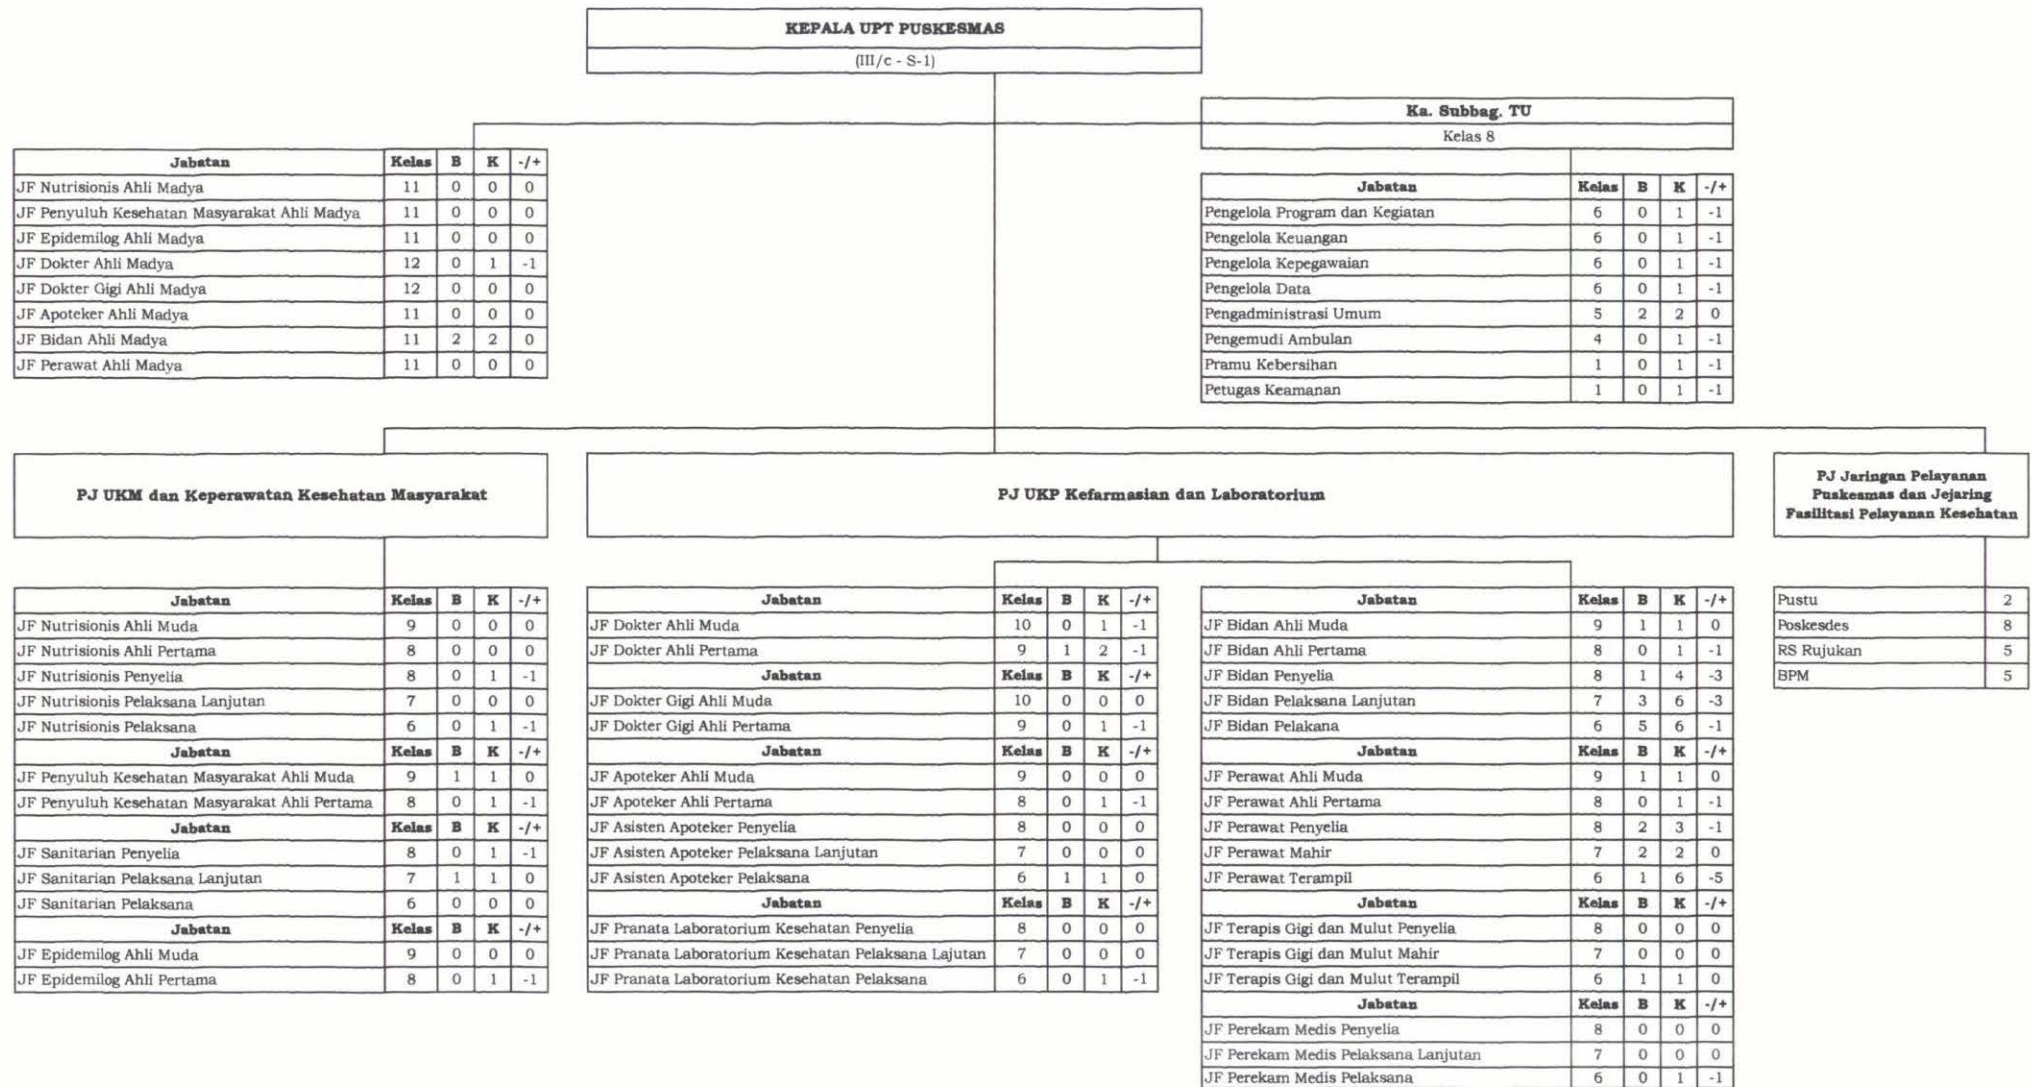 KEPALA UPT PUSKESMAS
(III/c - S-1)
Ka. Subbag. TU
Kelas 8
Jabatan Kelas B K -/+
JF Nutrisionis Ahli Madya 11 0 0 0
JF Penyuluh Kesehatan Masyarakat Ahli Madya 11 0 0 0
JF Epidemilog Ahli Madya 11 0 0 0
JF Dokter Ahli Madya 12 0 1 -1
JF Dokter Gigi Ahli Madya 12 0 0 0
JF Apoteker Ahli Madya 11 0 0 0
JF Bidan Ahli Madya 11 2 2 0
JF Perawat Ahli Madya 11 0 0 0
Jabatan Kelas B K -/+
Pengelola Program dan Kegiatan 6 0 1 -1
Pengelola Keuangan 6 0 1 -1
Pengelola Kepegawaian 6 0 1 -1
Pengelola Data 6 0 1 -1
Pengadministrasi Umum 5 2 2 0
Pengemudi Ambulan 4 0 1 -1
Pramu Kebersihan 1 0 1 -1
Petugas Keamanan 1 0 1 -1
PJ UKM dan Keperawatan Kesehatan Masyarakat
Jabatan Kelas B K -/+
JF Nutrisionis Ahli Muda 9 0 0 0
JF Nutrisionis Ahli Pertama 8 0 0 0
JF Nutrisionis Penyelia 8 0 1 -1
JF Nutrisionis Pelaksana Lanjutan 7 0 0 0
JF Nutrisionis Pelaksana 6 0 1 -1
Jabatan Kelas B K -/+
JF Penyuluh Kesehatan Masyarakat Ahli Muda 9 1 1 0
JF Penyuluh Kesehatan Masyarakat Ahli Pertama 8 0 1 -1
Jabatan Kelas B K -/+
JF Sanitarian Penyelia 8 0 1 -1
JF Sanitarian Pelaksana Lanjutan 7 1 1 0
JF Sanitarian Pelaksana 6 0 0 0
Jabatan Kelas B K -/+
JF Epidemilog Ahli Muda 9 0 0 0
JF Epidemilog Ahli Pertama 8 0 1 -1
PJ UKP Kefarmasian dan Laboratorium
Jabatan Kelas B K -/+
JF Dokter Ahli Muda 10 0 1 -1
JF Dokter Ahli Pertama 9 1 2 -1
Jabatan Kelas B K -/+
JF Dokter Gigi Ahli Muda 10 0 0 0
JF Dokter Gigi Ahli Pertama 9 0 1 -1
Jabatan Kelas B K -/+
JF Apoteker Ahli Muda 9 0 0 0
JF Apoteker Ahli Pertama 8 0 1 -1
JF Asisten Apoteker Penyelia 8 0 0 0
JF Asisten Apoteker Pelaksana Lanjutan 7 0 0 0
JF Asisten Apoteker Pelaksana 6 1 1 0
Jabatan Kelas B K -/+
JF Pranata Laboratorium Kesehatan Penyelia 8 0 0 0
JF Pranata Laboratorium Kesehatan Pelaksana Lajutan 7 0 0 0
JF Pranata Laboratorium Kesehatan Pelaksana 6 0 1 -1
Jabatan Kelas B K -/+
JF Bidan Ahli Muda 9 1 1 0
JF Bidan Ahli Pertama 8 0 1 -1
JF Bidan Penyelia 8 1 4 -3
JF Bidan Pelaksana Lanjutan 7 3 6 -3
JF Bidan Pelakana 6 5 6 -1
Jabatan Kelas B K -/+
JF Perawat Ahli Muda 9 1 1 0
JF Perawat Ahli Pertama 8 0 1 -1
JF Perawat Penyelia 8 2 3 -1
JF Perawat Mahir 7 2 2 0
JF Perawat Terampil 6 1 6 -5
Jabatan Kelas B K -/+
JF Terapis Gigi dan Mulut Penyelia 8 0 0 0
JF Terapis Gigi dan Mulut Mahir 7 0 0 0
JF Terapis Gigi dan Mulut Terampil 6 1 1 0
Jabatan Kelas B K -/+
JF Perekam Medis Penyelia 8 0 0 0
JF Perekam Medis Pelaksana Lanjutan 7 0 0 0
JF Perekam Medis Pelaksana 6 0 1 -1
PJ Jaringan Pelayanan
Puskesmas dan Jejaring
Fasilitasi Pelayanan Kesehatan
Pustu 2
Poskesdes 8
RS Rujukan 5
BPM 5